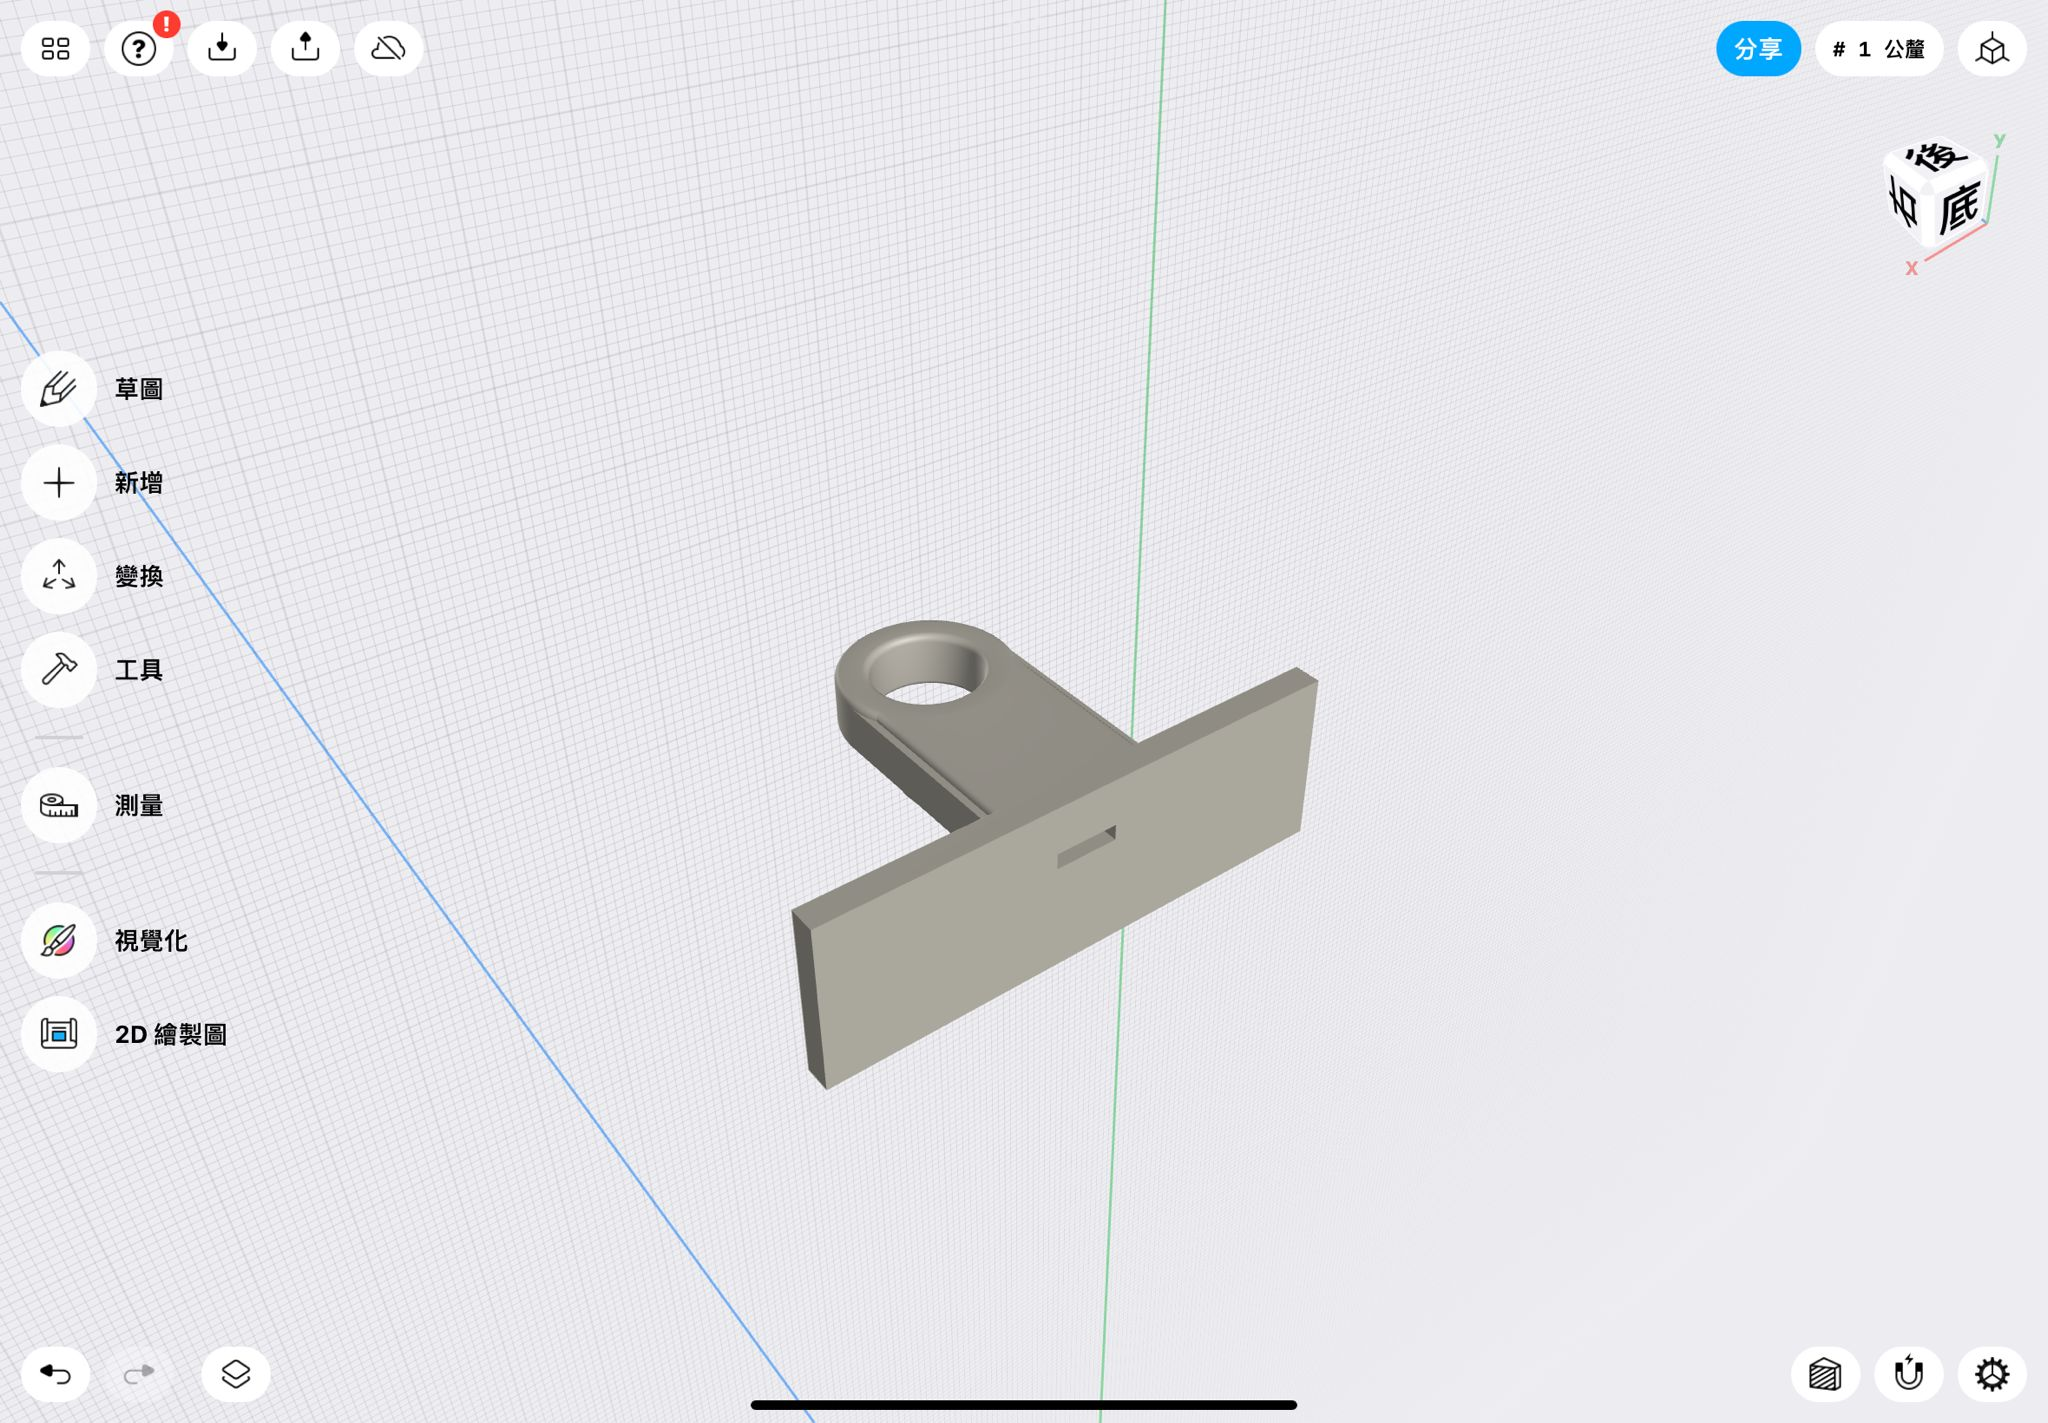 ?
!
分享
# 1 公釐
Y
後
右
底
X
草圖
新增
變換
工具
測量
視覺化
2D 繪製圖